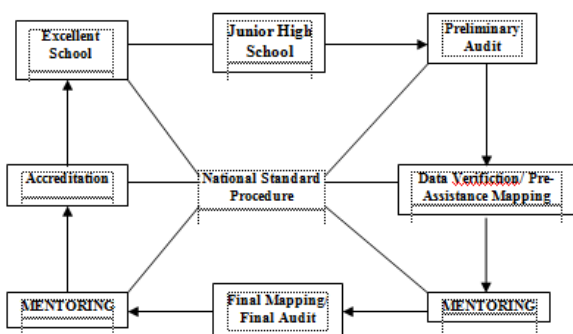 Excellent
School
Junior High
School
Preliminary
Audit
Accreditation
National Standard
Procedure
Data Verifiction/ Pre-
Assistance Mapping
MENTORING
Final Mapping/
Final Audit
MENTORING